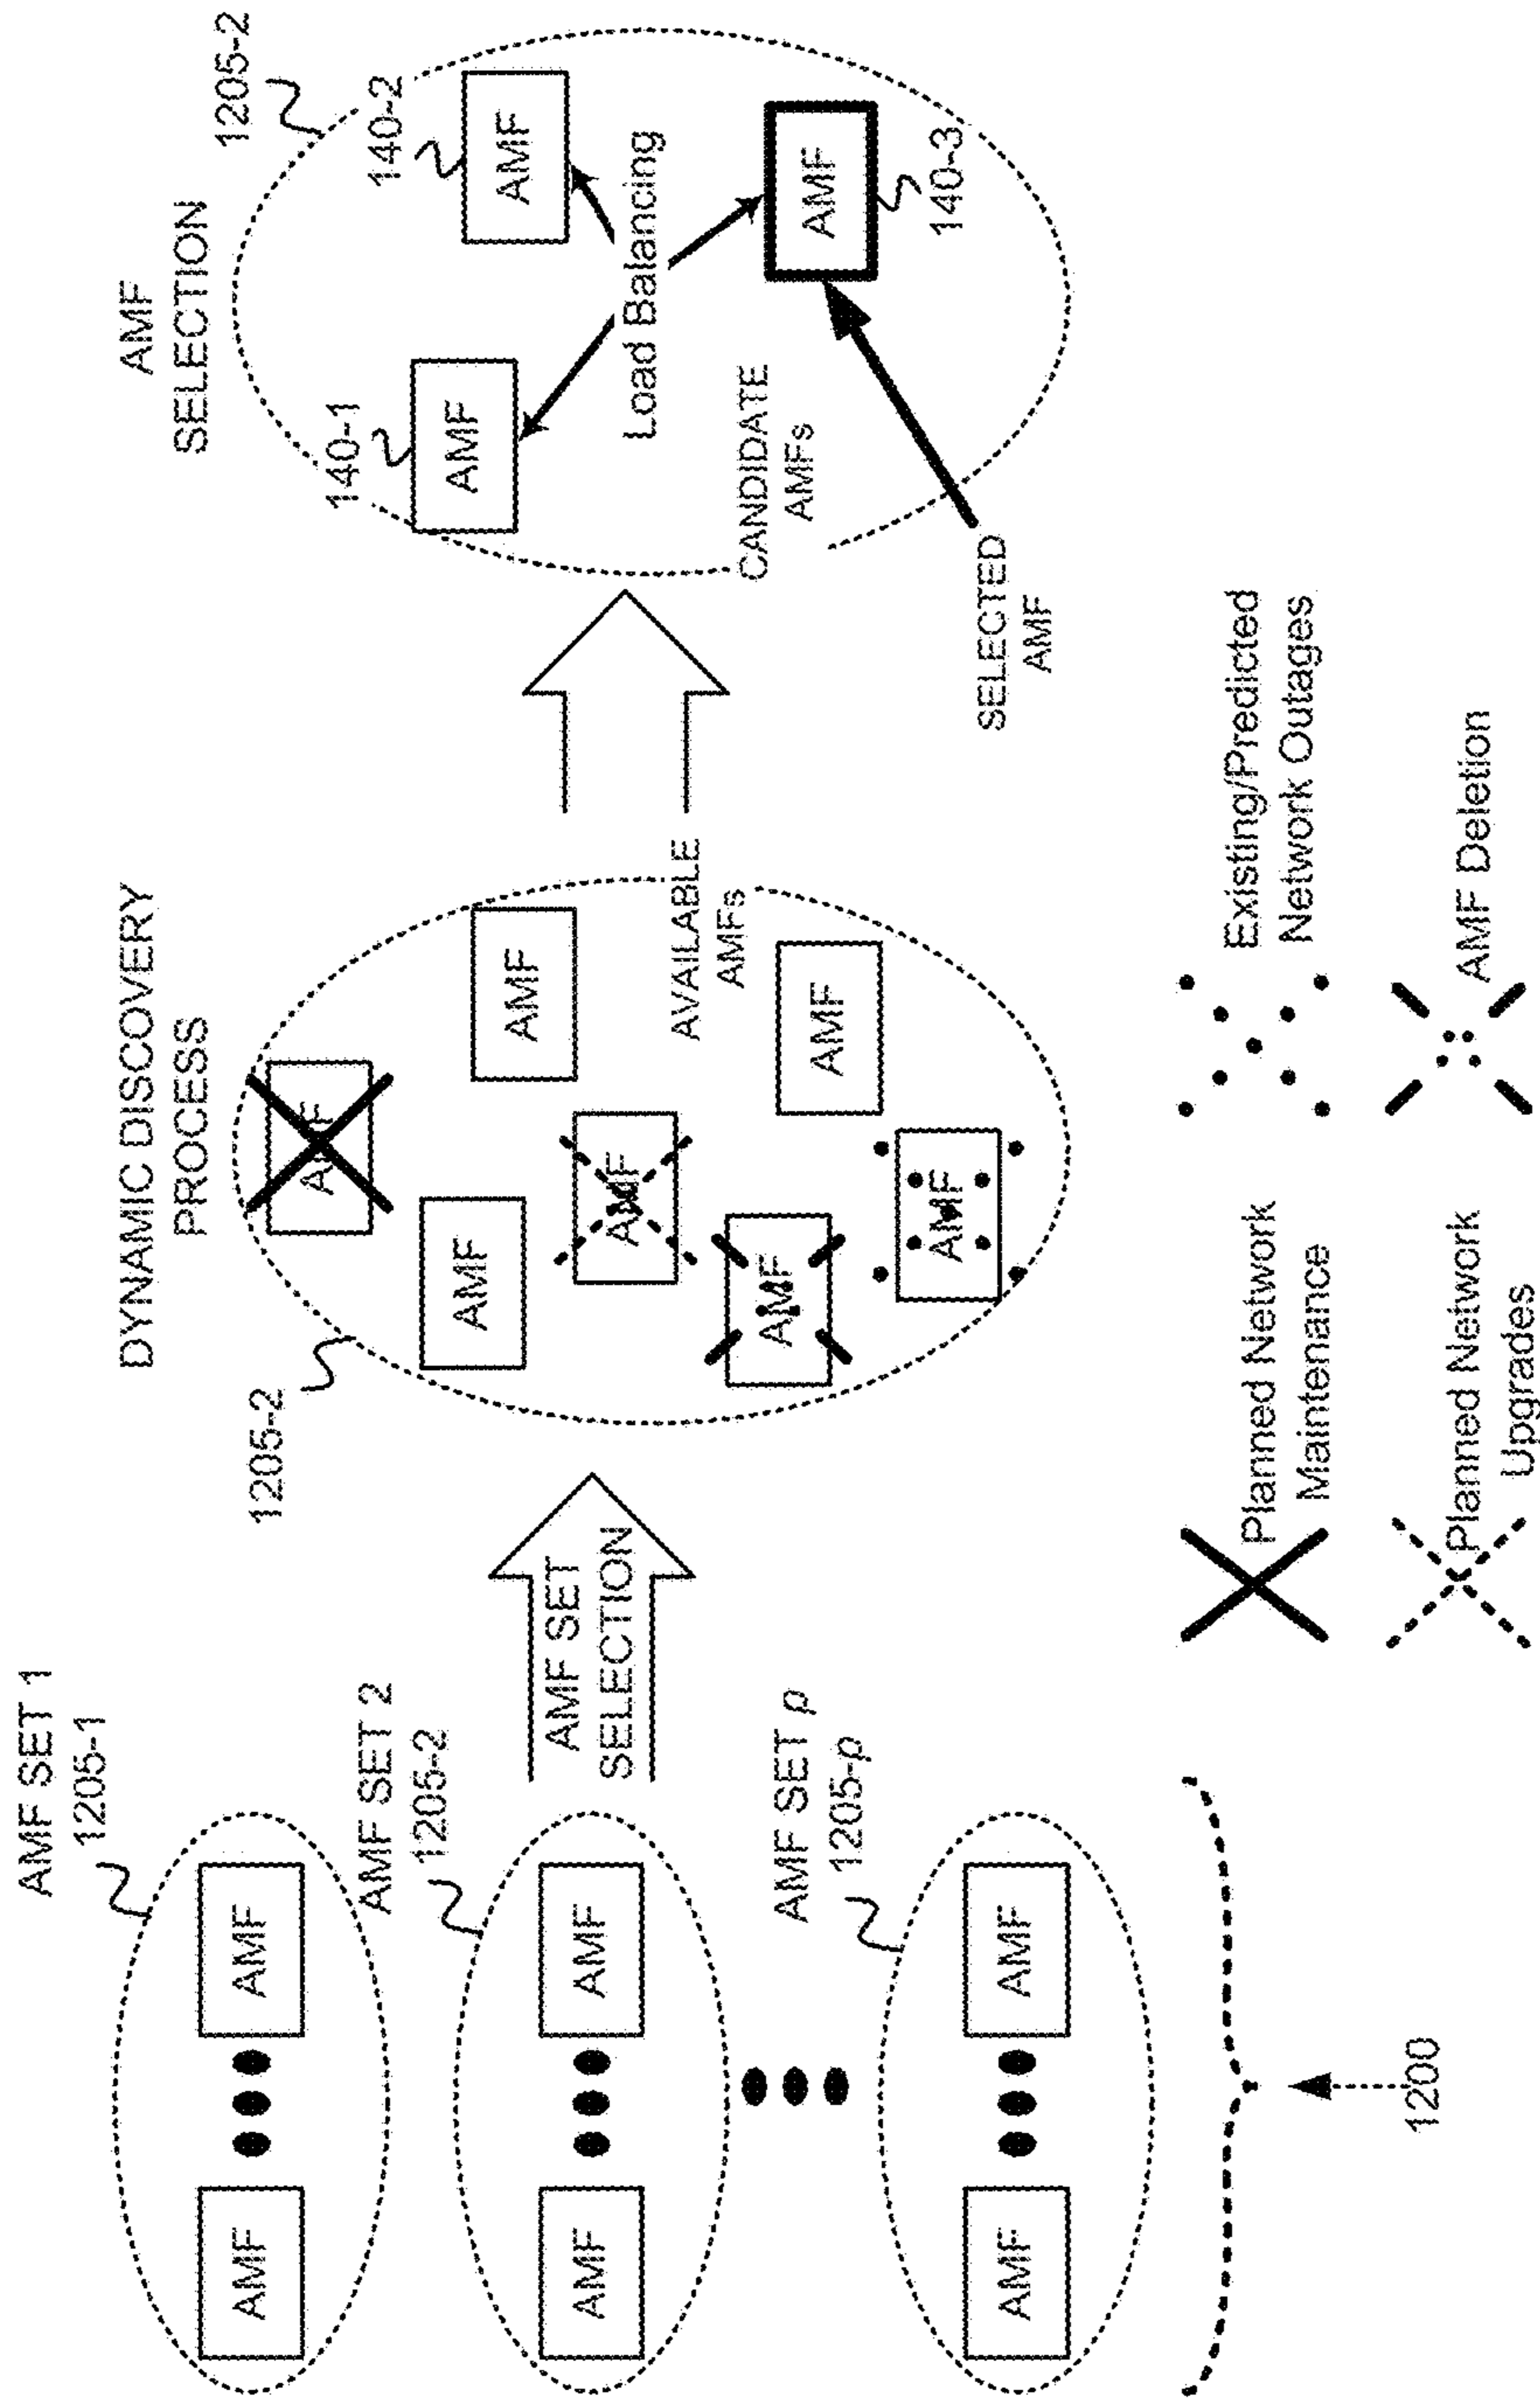 AMF SET 1
1205-1
AMF
AMF
AMF SET 2
1205-2
AMF
AMF
AMF SET p
1205-p
AMF
AMF
1200
AMF SET
SELECTION
DYNAMIC DISCOVERY
PROCESS
1205-2
AMF
AMF
AMF
AMF
AMF
AMF
AMF
AVAILABLE
AMFs
AMF
SELECTION
1205-2
140-1
AMF
140-2
AMF
Load Balancing
CANDIDATE
AMFs
AMF
140-3
SELECTED
AMF
Planned Network
Maintenance
Existing/Predicted
Network Outages
Planned Network
Upgrades
AMF Deletion